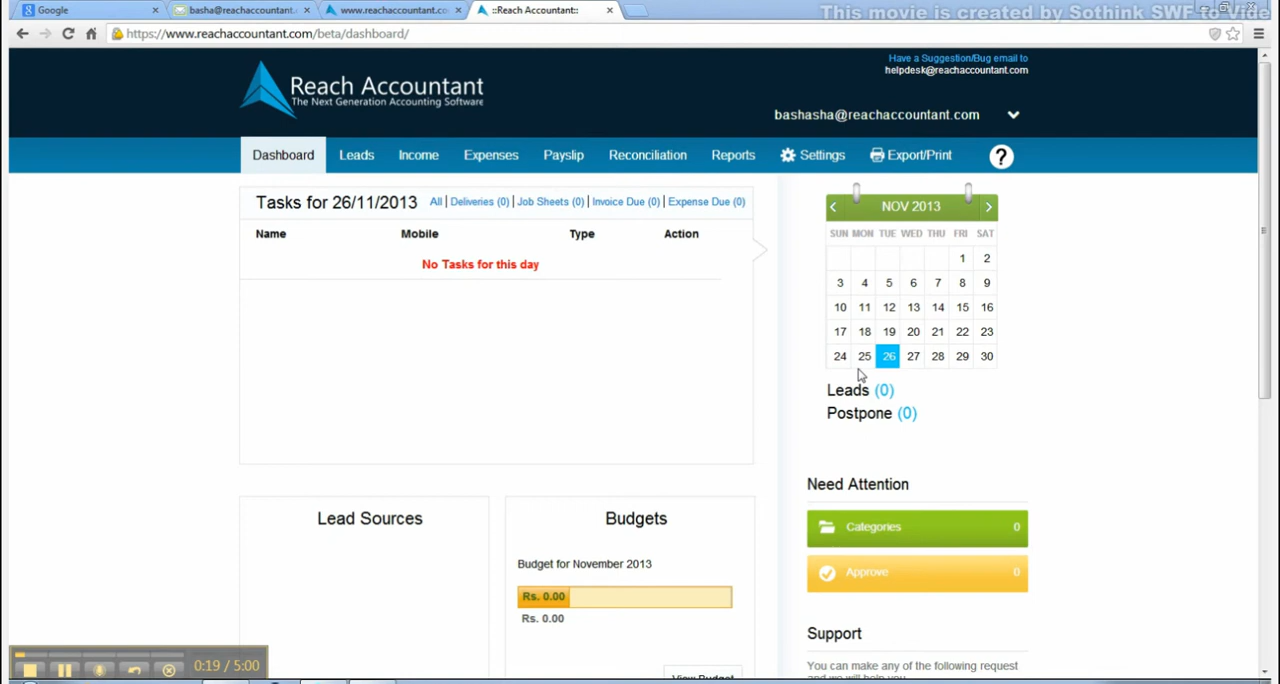 Google
basha@reachaccountant.
www.reachaccountant.co
::Reach Accountant::
This movie is created by Sothink SWF to Vide
https://www.reachaccountant.com/beta/dashboard/
Have a Suggestion/Bug email to
helpdesk@reachaccountant.com
Reach Accountant
The Next Generation Accounting Software
bashasha@reachaccountant.com
Dashboard Leads Income Expenses Payslip Reconciliation Reports Settings Export/Print ?
Tasks for 26/11/2013 All | Deliveries (0) | Job Sheets (0) | Invoice Due (0) | Expense Due (0)
Name Mobile Type Action
No Tasks for this day
NOV 2013
SUN MON TUE WED THU FRI SAT
1 2
3 4 5 6 7 8 9
10 11 12 13 14 15 16
17 18 19 20 21 22 23
24 25 26 27 28 29 30
Leads (0)
Postpone (0)
Need Attention
Categories 0
Approve 0
Lead Sources
Budgets
Budget for November 2013
Rs. 0.00
Rs. 0.00
View Budget
Support
You can make any of the following request
and we will help you
0:19 / 5:00